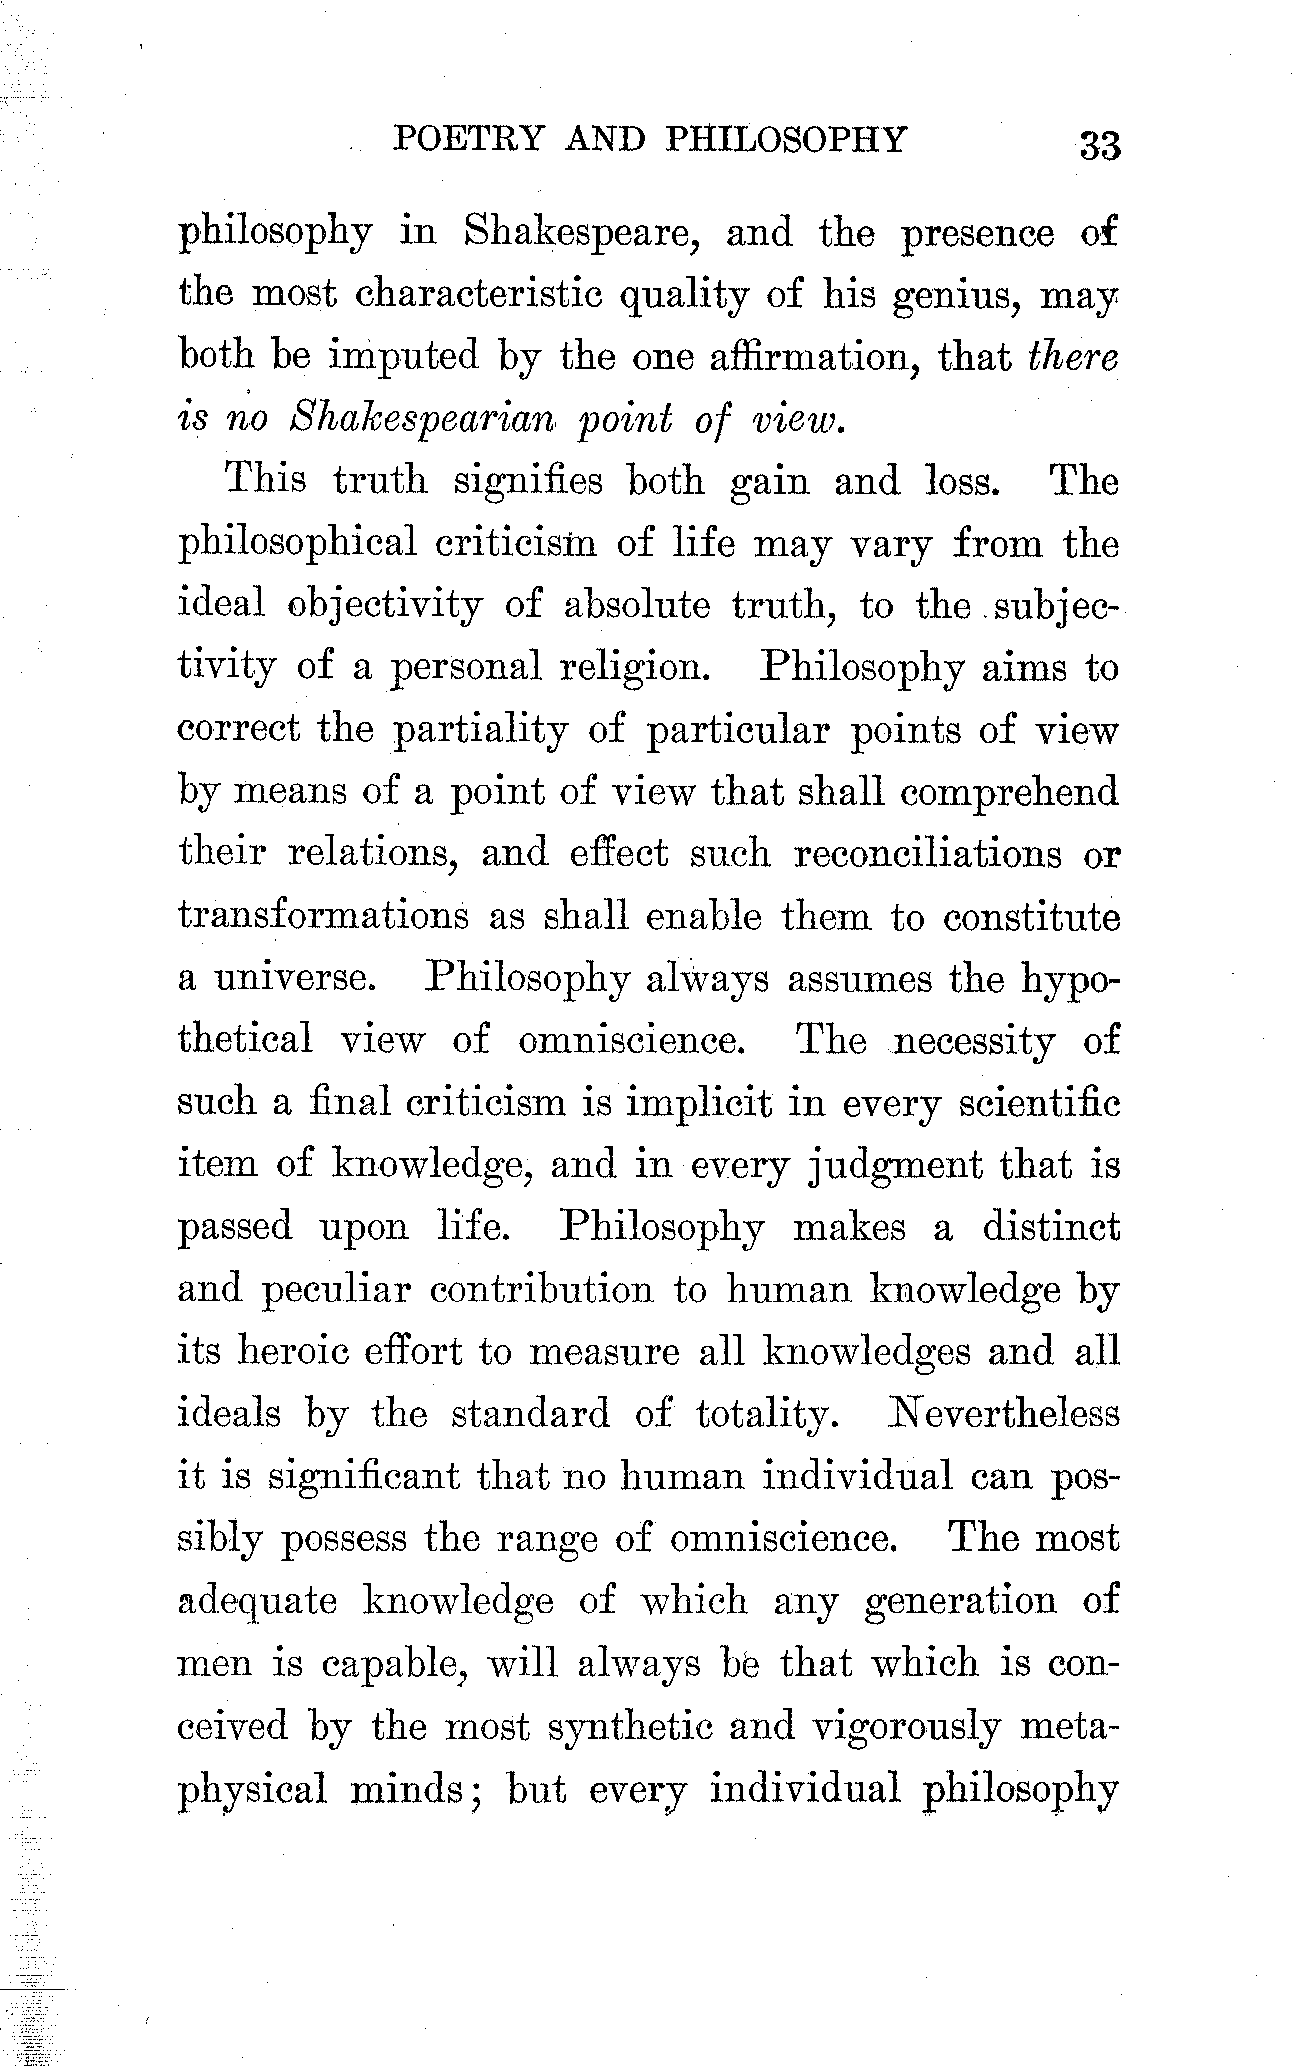 POETRY AND PHILOSOPHY 33
philosophy in Shakespeare, and the presence of
the most characteristic quality of his genius, may
both be imputed by the one affirmation, that there
is no Shakespearian point of view.
This truth signifies both gain and loss. The
philosophical criticism of life may vary from the
ideal objectivity of absolute truth, to the subjec-
tivity of a personal religion. Philosophy aims to
correct the partiality of particular points of view
by means of a point of view that shall comprehend
their relations, and effect such reconciliations or
transformations as shall enable them to constitute
a universe. Philosophy always assumes the hypo-
thetical view of omniscience. The necessity of
such a final criticism is implicit in every scientific
item of knowledge, and in every judgment that is
passed upon life. Philosophy makes a distinct
and peculiar contribution to human knowledge by
its heroic effort to measure all knowledges and all
ideals by the standard of totality. Nevertheless
it is significant that no human individual can pos-
sibly possess the range of omniscience. The most
adequate knowledge of which any generation of
men is capable, will always be that which is con-
ceived by the most synthetic and vigorously meta-
physical minds; but every individual philosophy